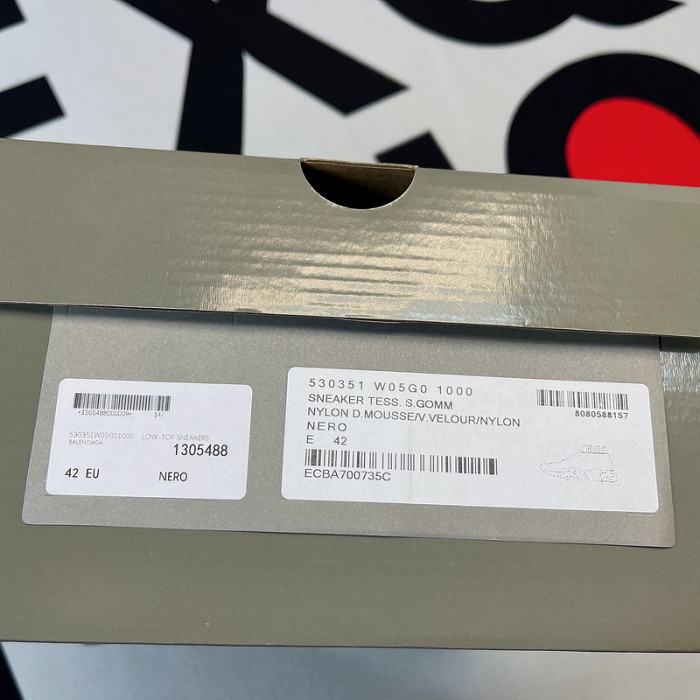 *1305488000009* 14/
530351W05G01000 LOW-TOP SNEAKERS
BALENCIAGA
1305488
42 EU NERO
530351 W05G0 1000
SNEAKER TESS. S.GOMM
NYLON D.MOUSSE/V.VELOUR/NYLON
NERO
E 42
ECBA700735C
8080588157